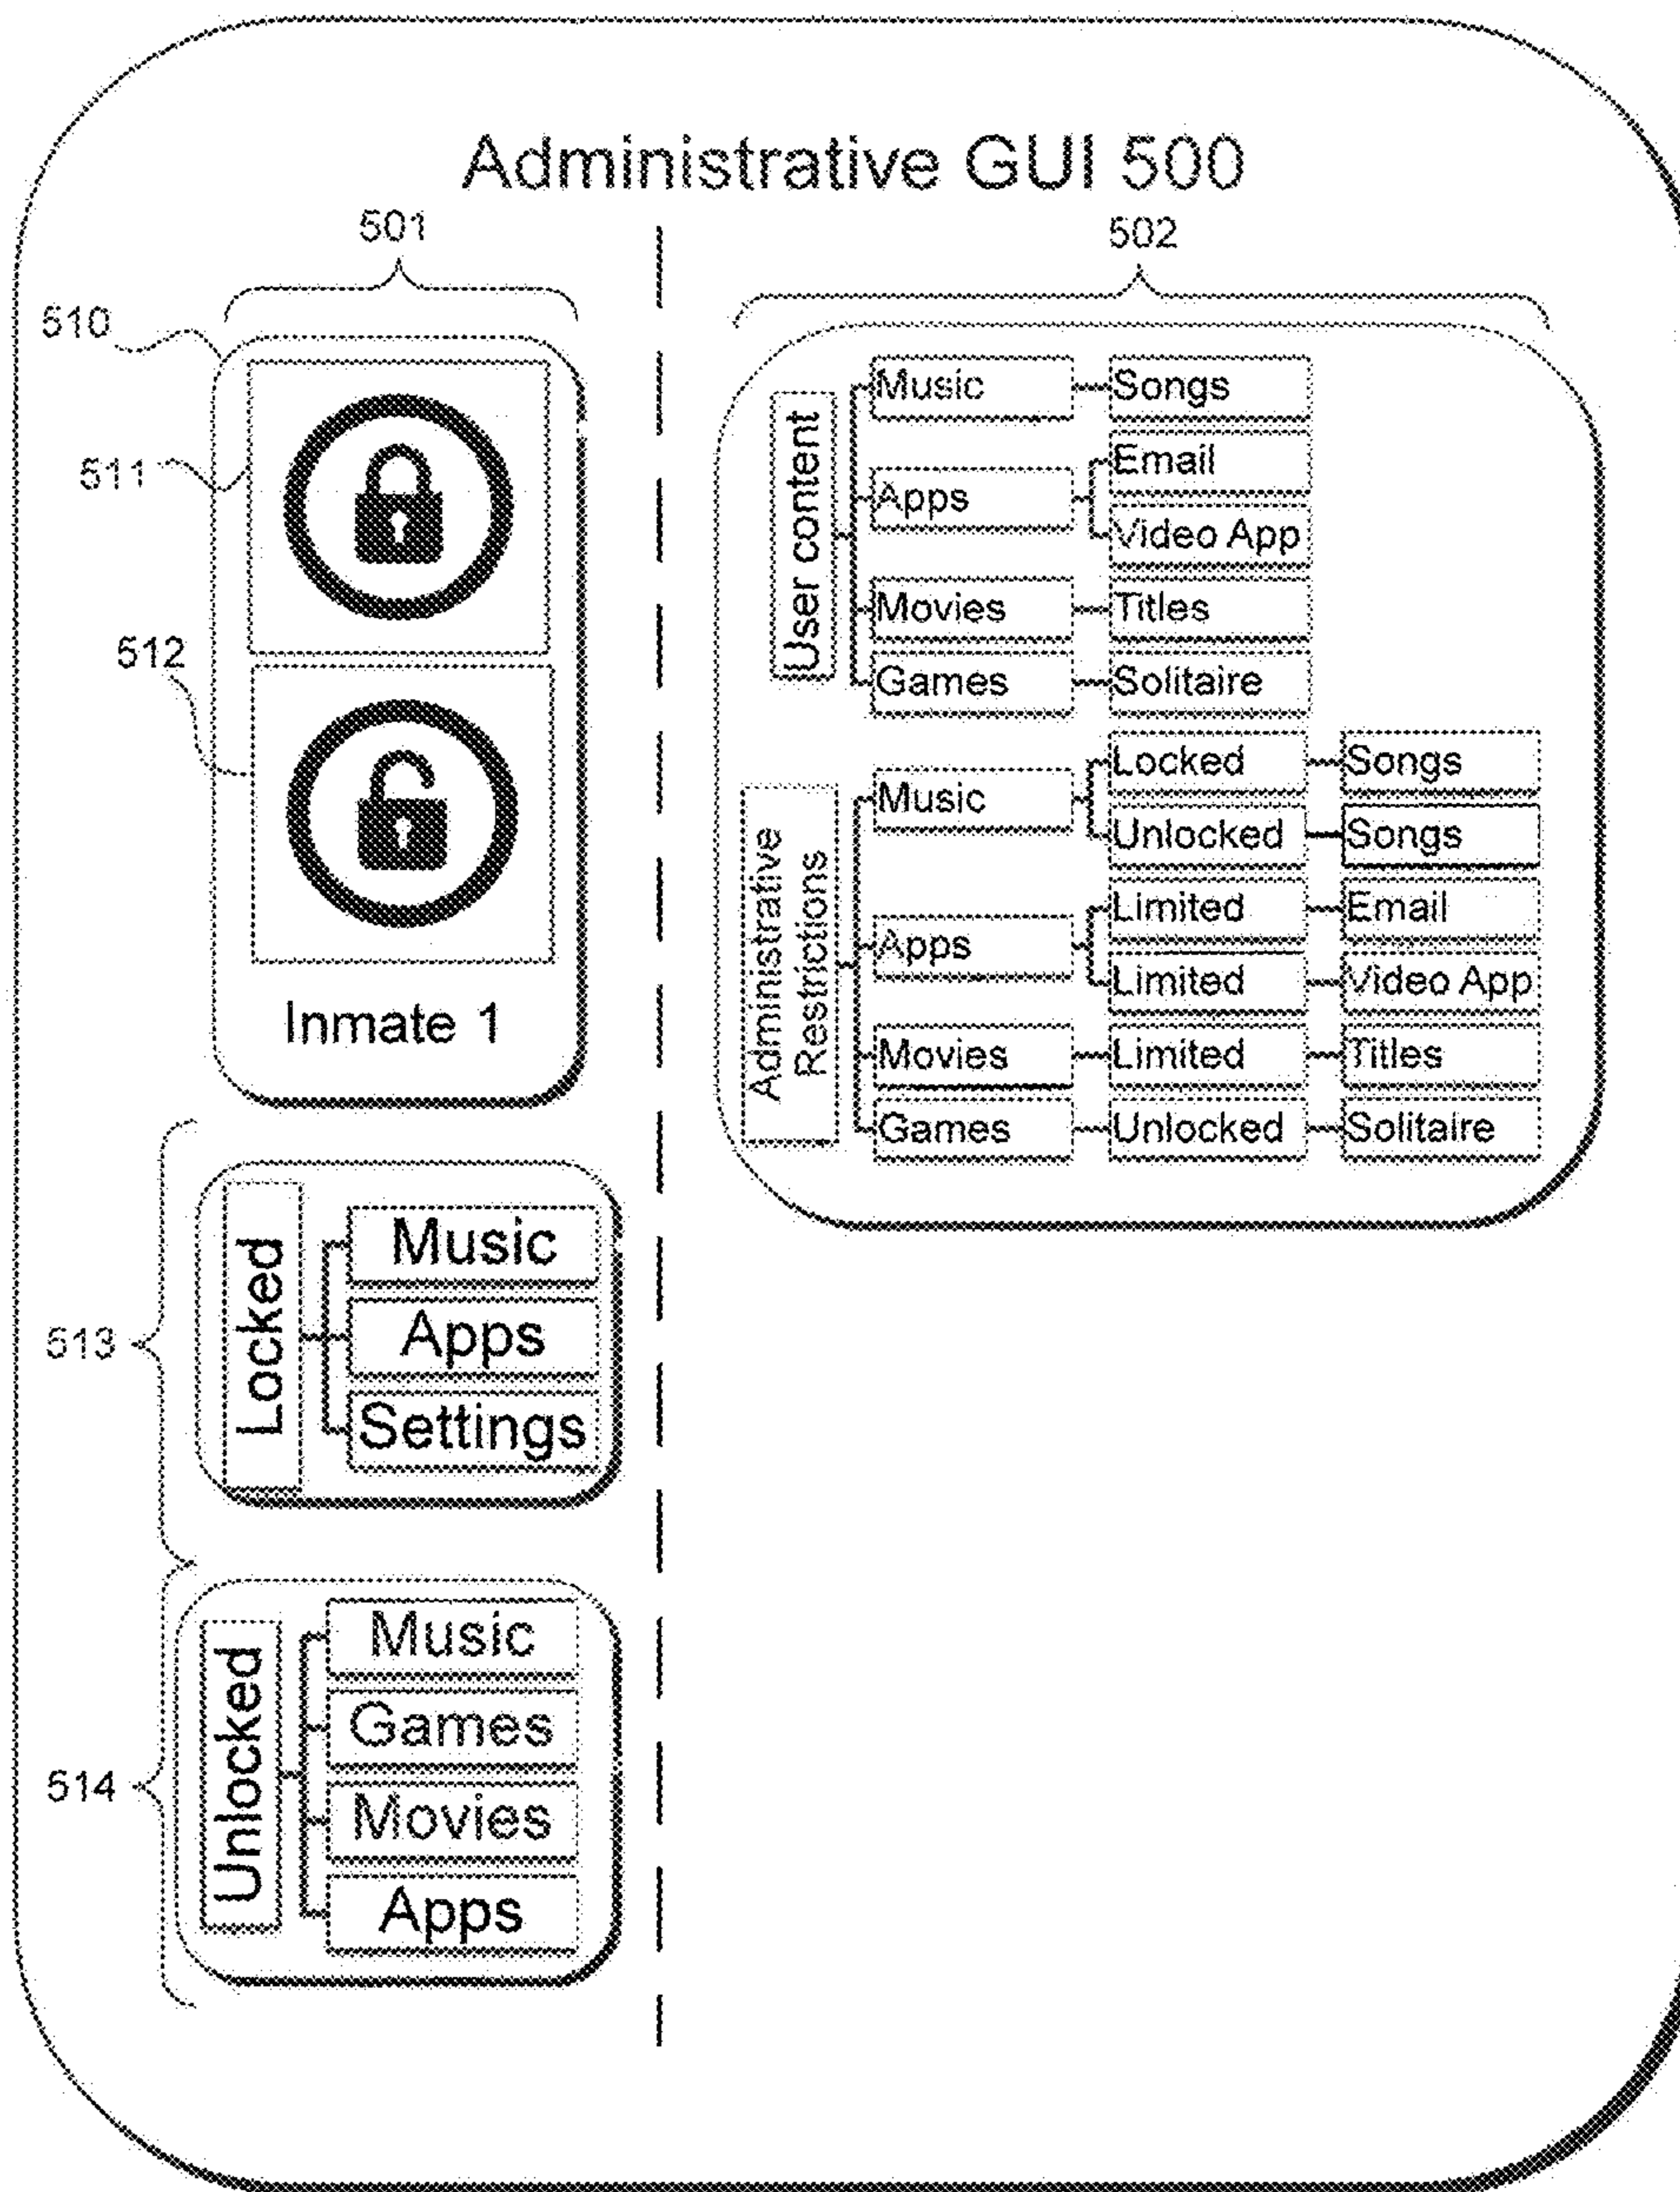 Administrative GUI 500
501
502
510
511
512
Inmate 1
513
Locked
Music
Apps
Settings
514
Unlocked
Music
Games
Movies
Apps
User content
Music
Songs
Apps
Email
Video App
Movies
Titles
Games
Solitaire
Administrative
Restrictions
Music
Locked
Songs
Unlocked
Songs
Apps
Limited
Email
Limited
Video App
Movies
Limited
Titles
Games
Unlocked
Solitaire